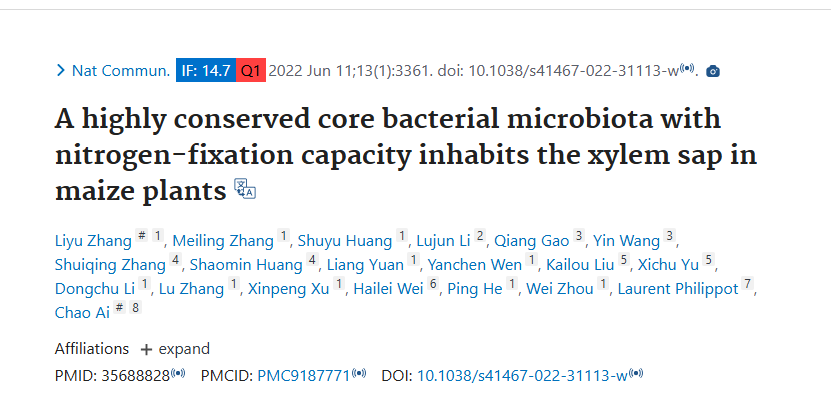 Nat Commun. IF: 14.7 Q1 2022 Jun 11;13(1):3361. doi: 10.1038/s41467-022-31113-w.
A highly conserved core bacterial microbiota with
nitrogen-fixation capacity inhabits the xylem sap in
maize plants
Liyu Zhang # 1, Meiling Zhang 1, Shuyu Huang 1, Lujun Li 2, Qiang Gao 3, Yin Wang 3,
Shuiqing Zhang 4, Shaomin Huang 4, Liang Yuan 1, Yanchen Wen 1, Kailou Liu 5, Xichu Yu 5,
Dongchu Li 1, Lu Zhang 1, Xinpeng Xu 1, Hailei Wei 6, Ping He 1, Wei Zhou 1, Laurent Philippot 7,
Chao Ai # 8
Affiliations + expand
PMID: 35688828 PMCID: PMC9187771 DOI: 10.1038/s41467-022-31113-w